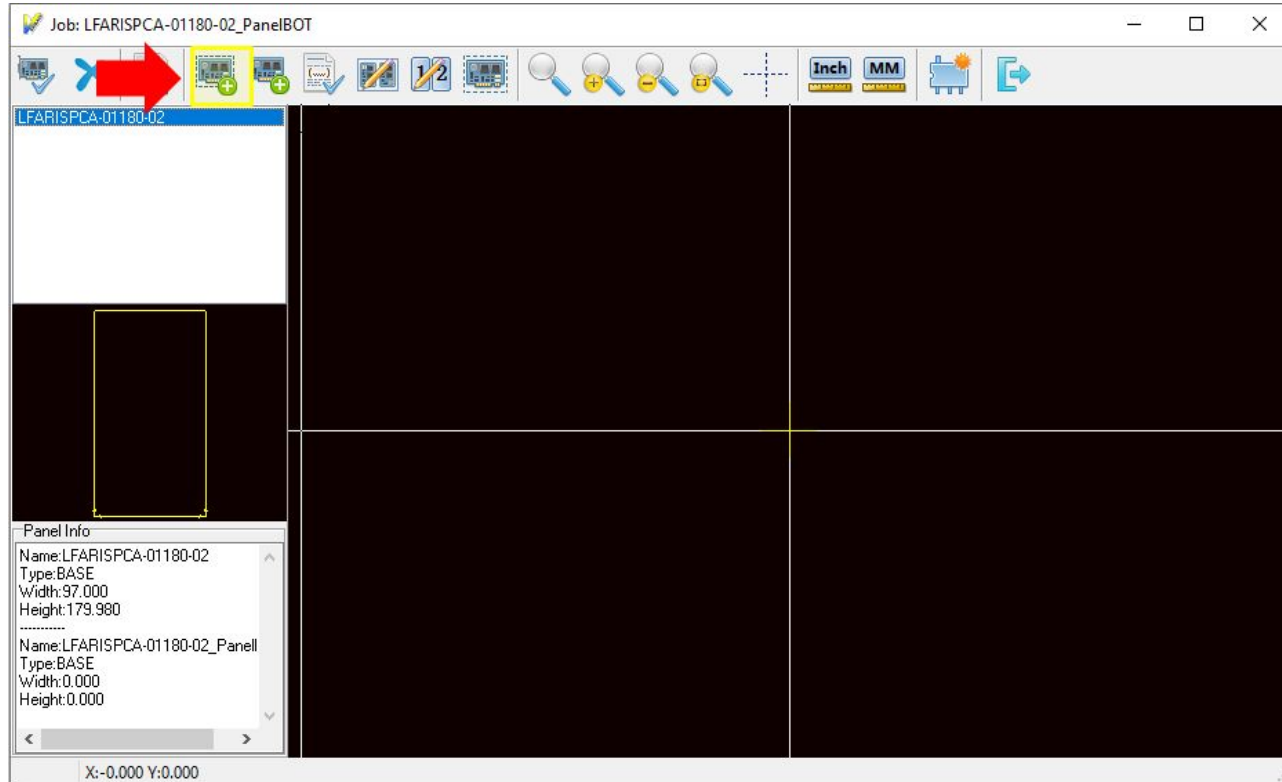 Job: LFARISPCA-01180-02_PanelBOT
(...)
1/2
Inch
MM
LFARISPCA-01180-02
Panel Info
Name:LFARISPCA-01180-02
Type:BASE
Width:97.000
Height:179.980
-----------
Name:LFARISPCA-01180-02_Panell
Type:BASE
Width:0.000
Height:0.000
X:-0.000 Y:0.000